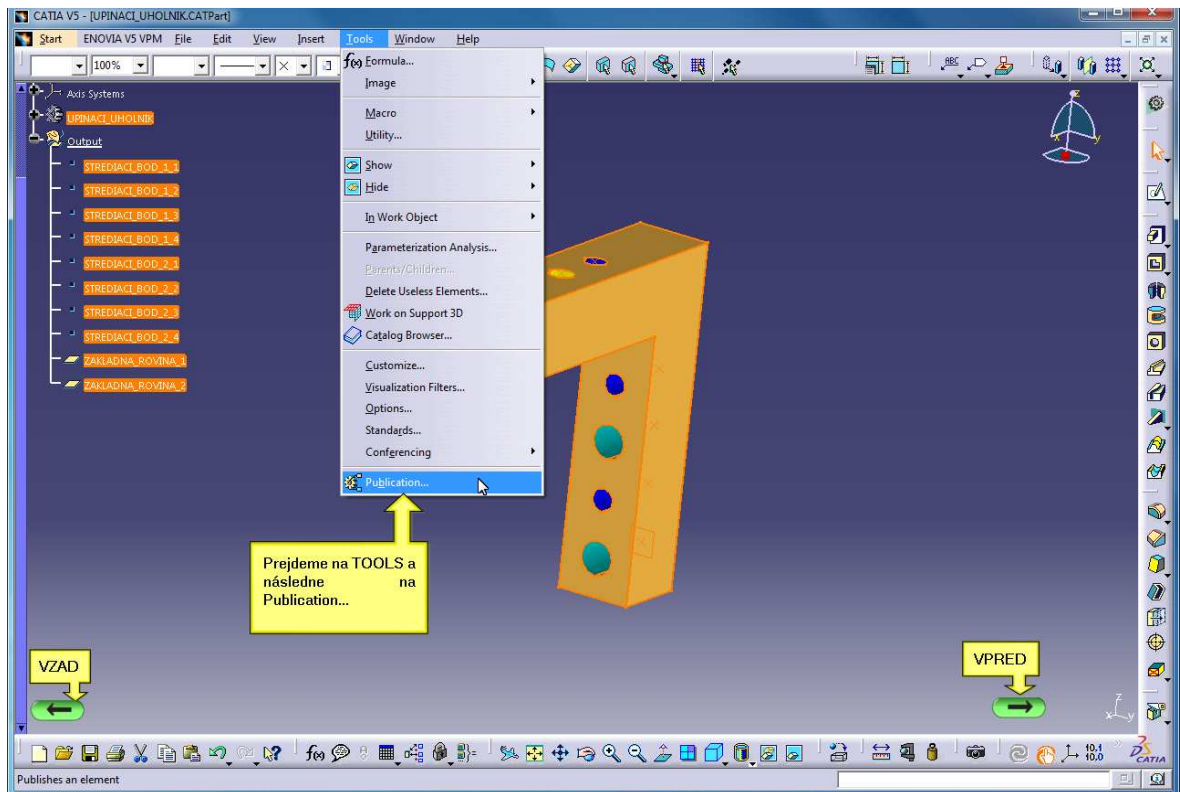 CATIA V5 - [UPINACI_UHOLNIK.CATPart]
Start ENOVIA V5 VPM File Edit View Insert Tools Window Help
100%
Formula...
Image
Macro
Utility...
Show
Hide
In Work Object
Parameterization Analysis...
Parents/Children...
Delete Useless Elements...
Work on Support 3D
Catalog Browser...
Customize...
Visualization Filters...
Options...
Standards...
Conferencing
Publication...
Axis Systems
UPINACI_UHOLNIK
Output
STREDIACI_BOD_1_1
STREDIACI_BOD_1_2
STREDIACI_BOD_1_3
STREDIACI_BOD_1_4
STREDIACI_BOD_2_1
STREDIACI_BOD_2_2
STREDIACI_BOD_2_3
STREDIACI_BOD_2_4
ZAKLADNA_ROVINA_1
ZAKLADNA_ROVINA_2
Prejdeme na TOOLS a
následne na
Publication...
VZAD
VPRED
z
x y
CATIA
Publishes an element